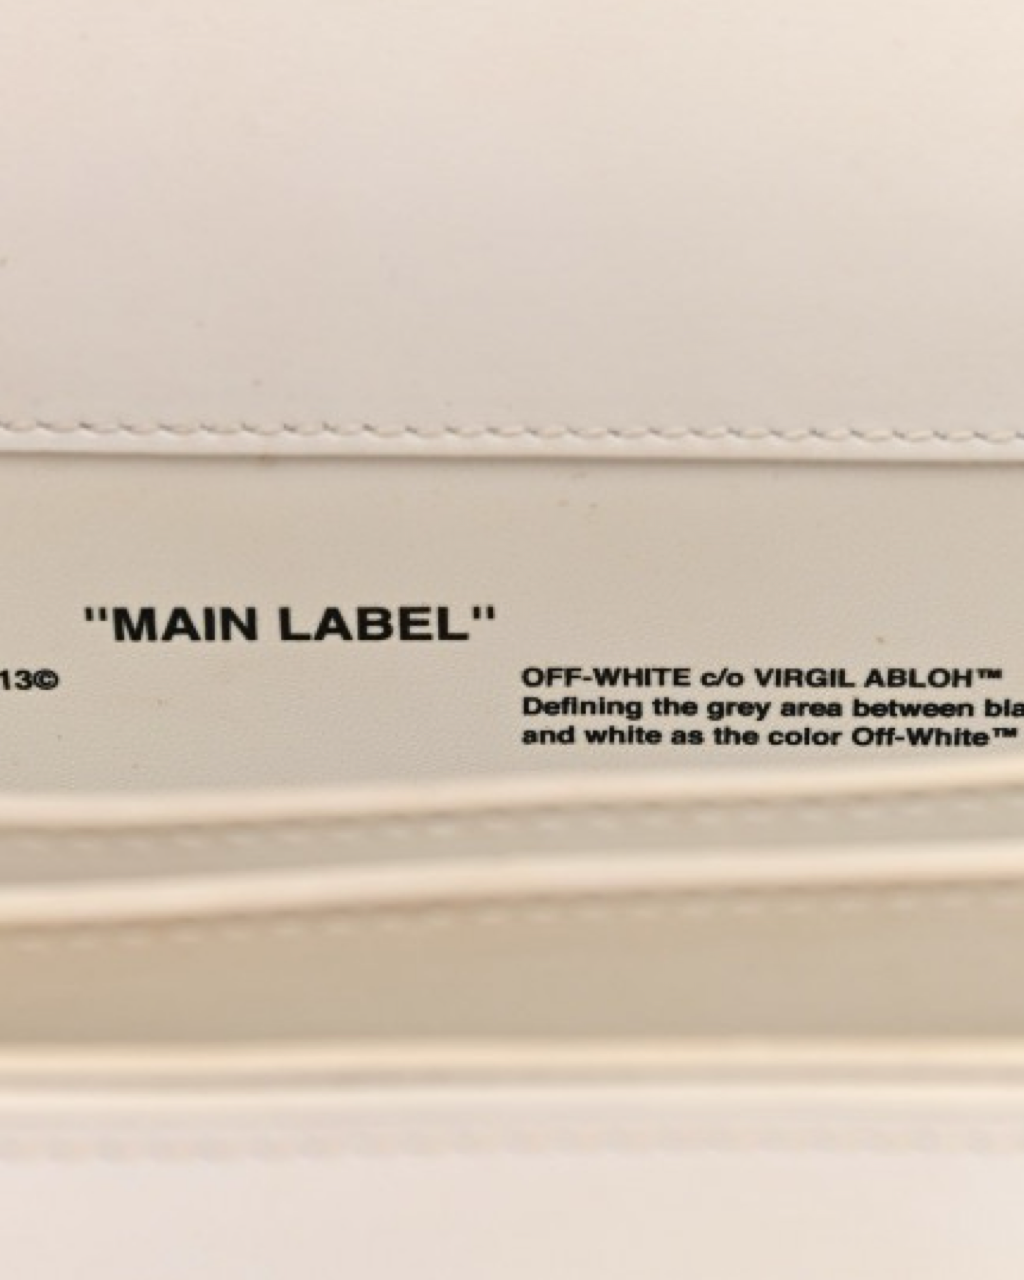 "MAIN LABEL"
13©
OFF-WHITE c/o VIRGIL ABLOH™
Defining the grey area between bla
and white as the color Off-White™